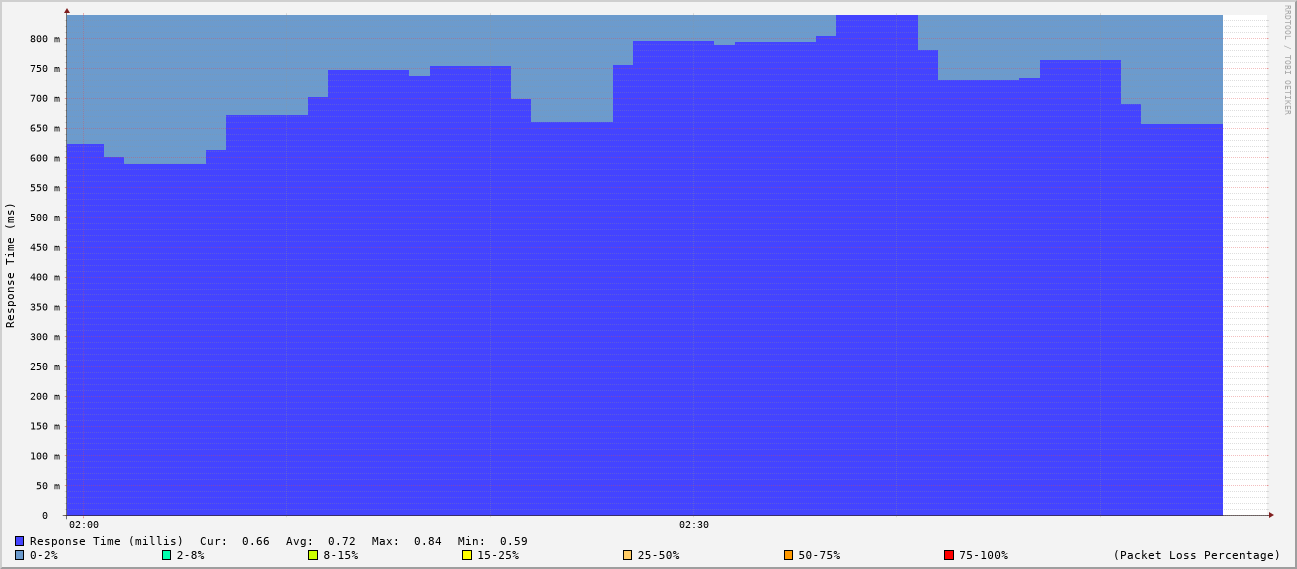 RRDTOOL / TOBI OETIKER
Response Time (ms)
800 m
750 m
700 m
650 m
600 m
550 m
500 m
450 m
400 m
350 m
300 m
250 m
200 m
150 m
100 m
50 m
0
02:00 02:30
Response Time (millis) Cur: 0.66 Avg: 0.72 Max: 0.84 Min: 0.59
0-2% 2-8% 8-15% 15-25% 25-50% 50-75% 75-100% (Packet Loss Percentage)